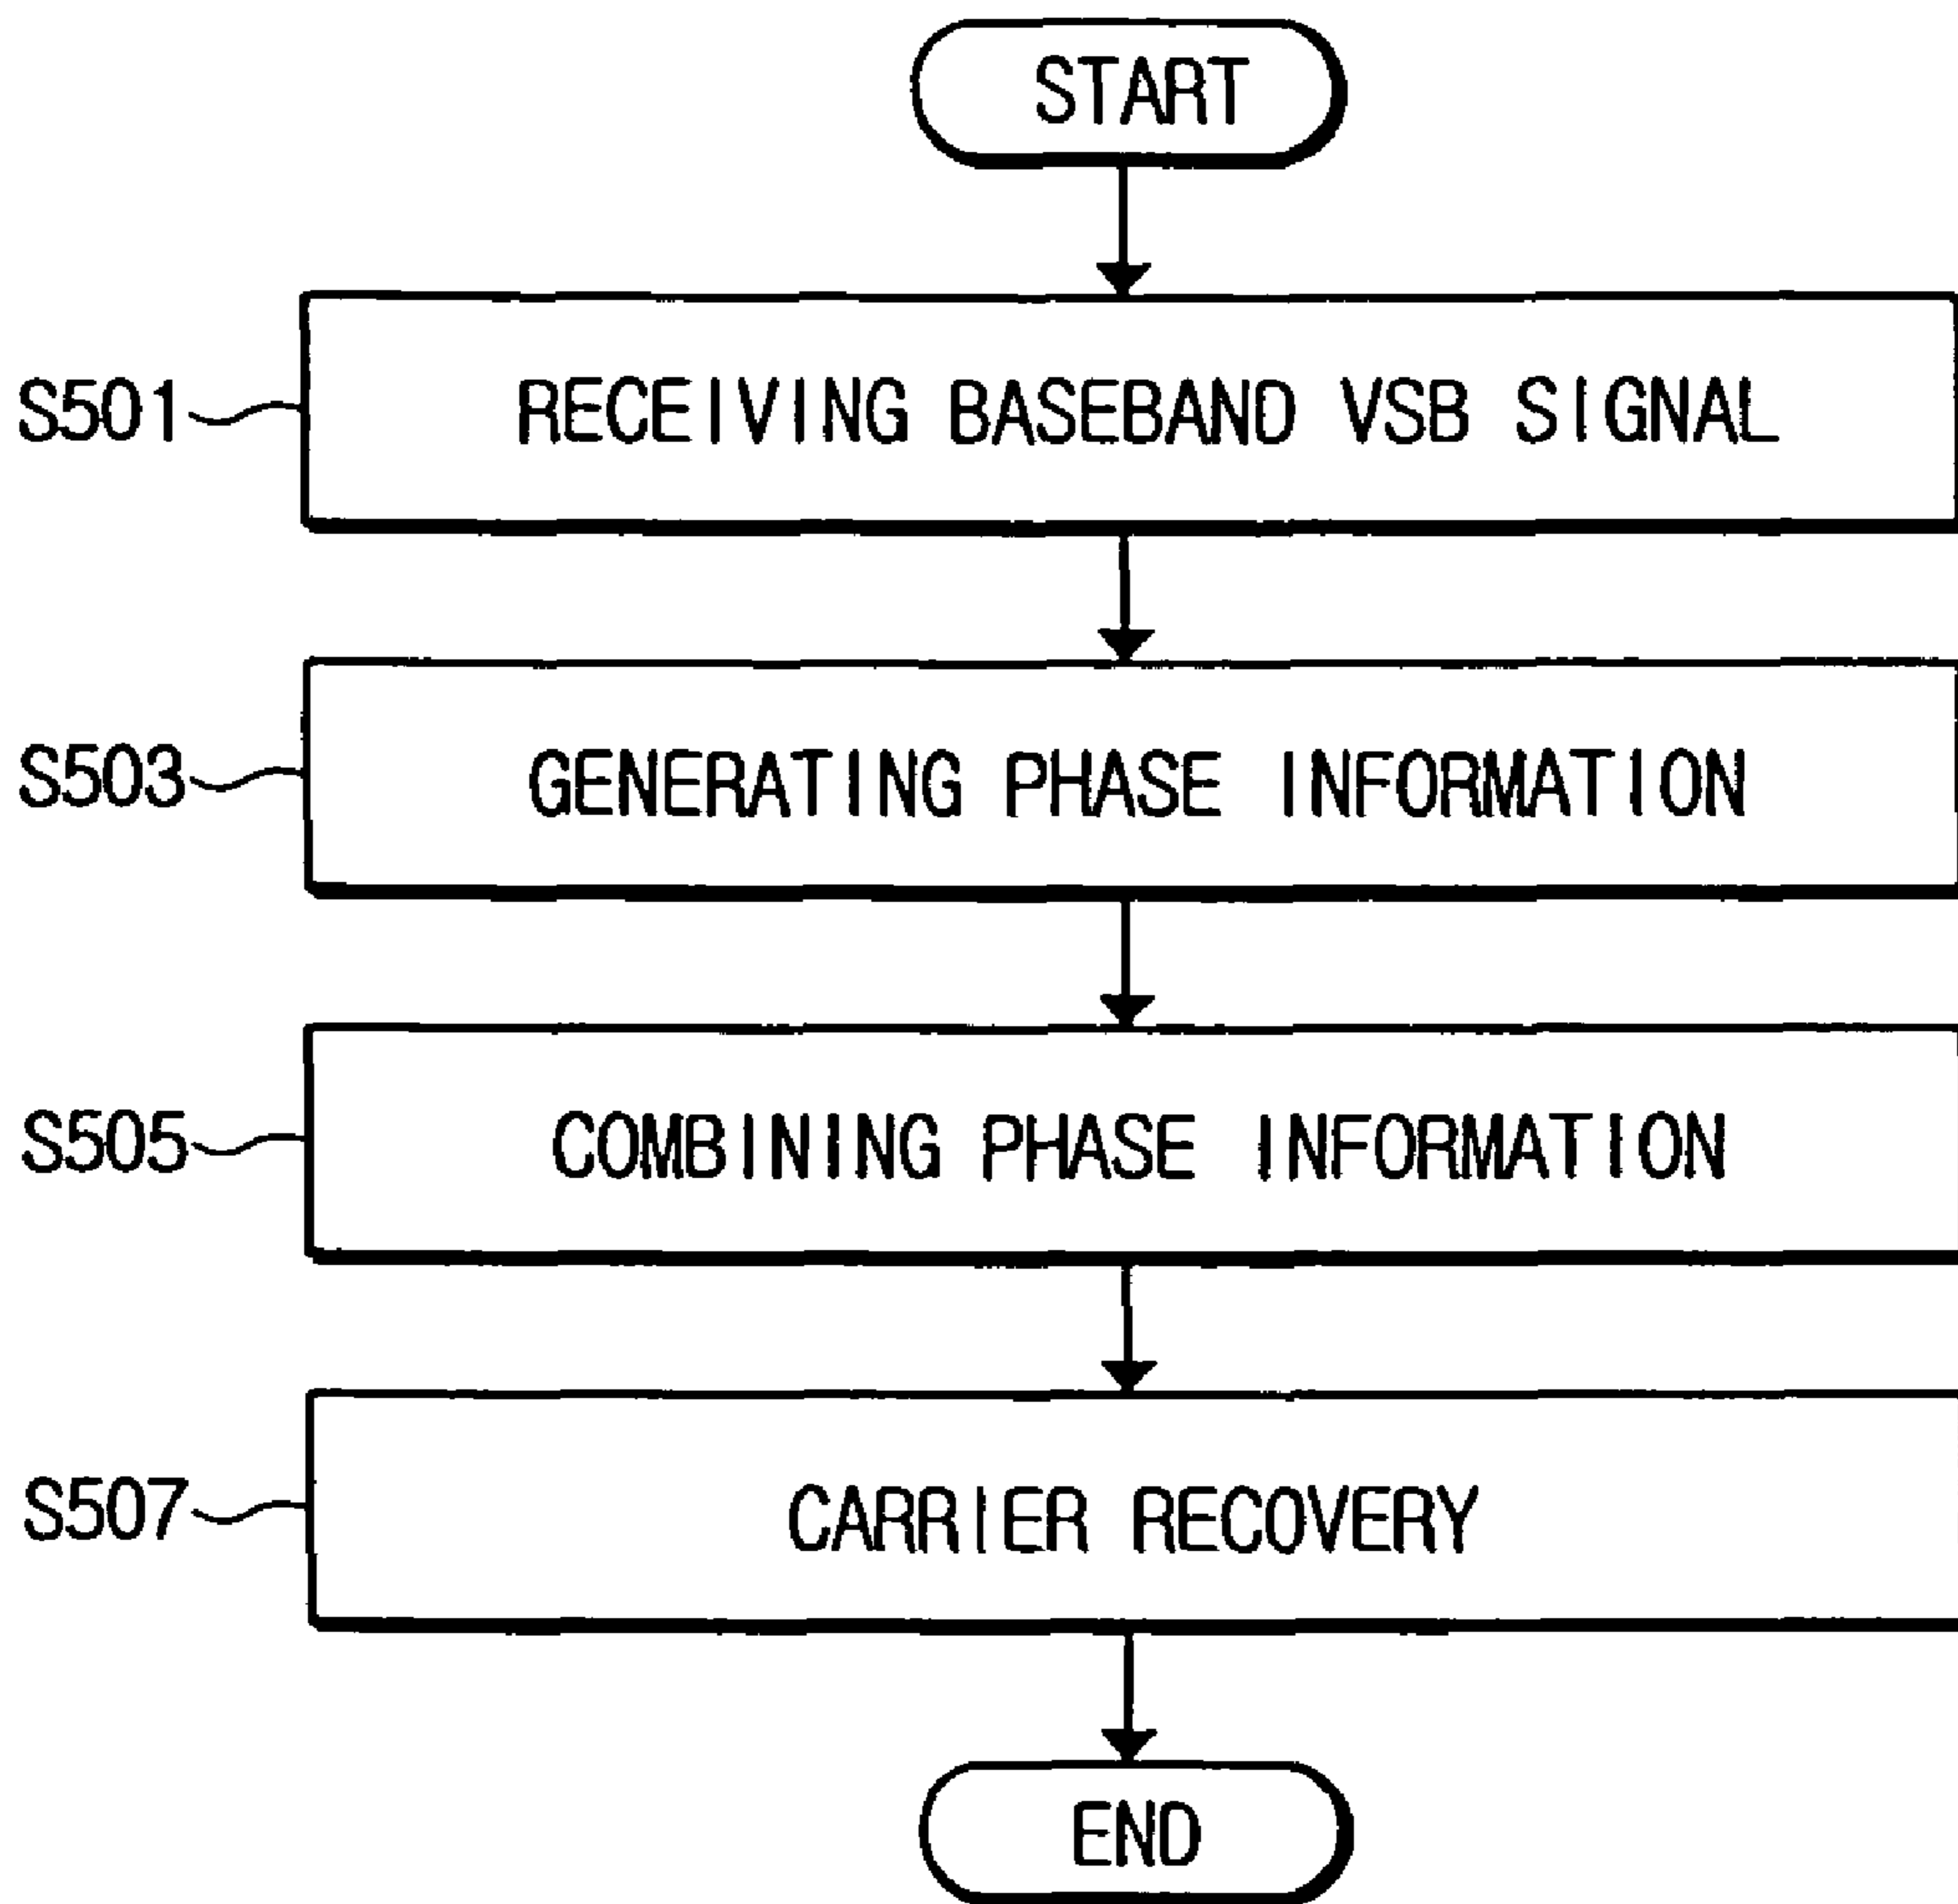 START
S501 RECEIVING BASEBAND VSB SIGNAL
S503 GENERATING PHASE INFORMATION
S505 COMBINING PHASE INFORMATION
S507 CARRIER RECOVERY
END